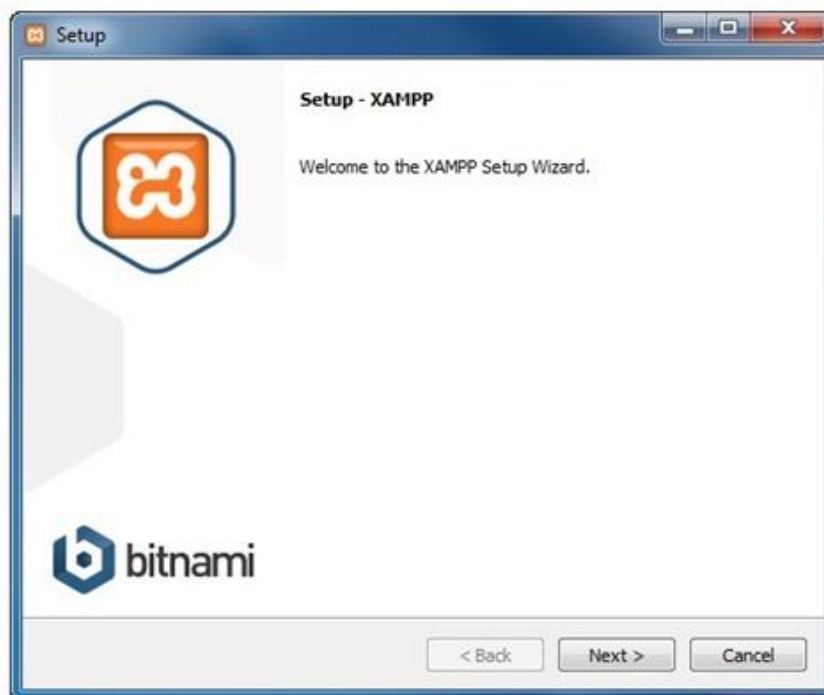 Setup
Setup - XAMPP
Welcome to the XAMPP Setup Wizard.
bitnami
< Back
Next >
Cancel